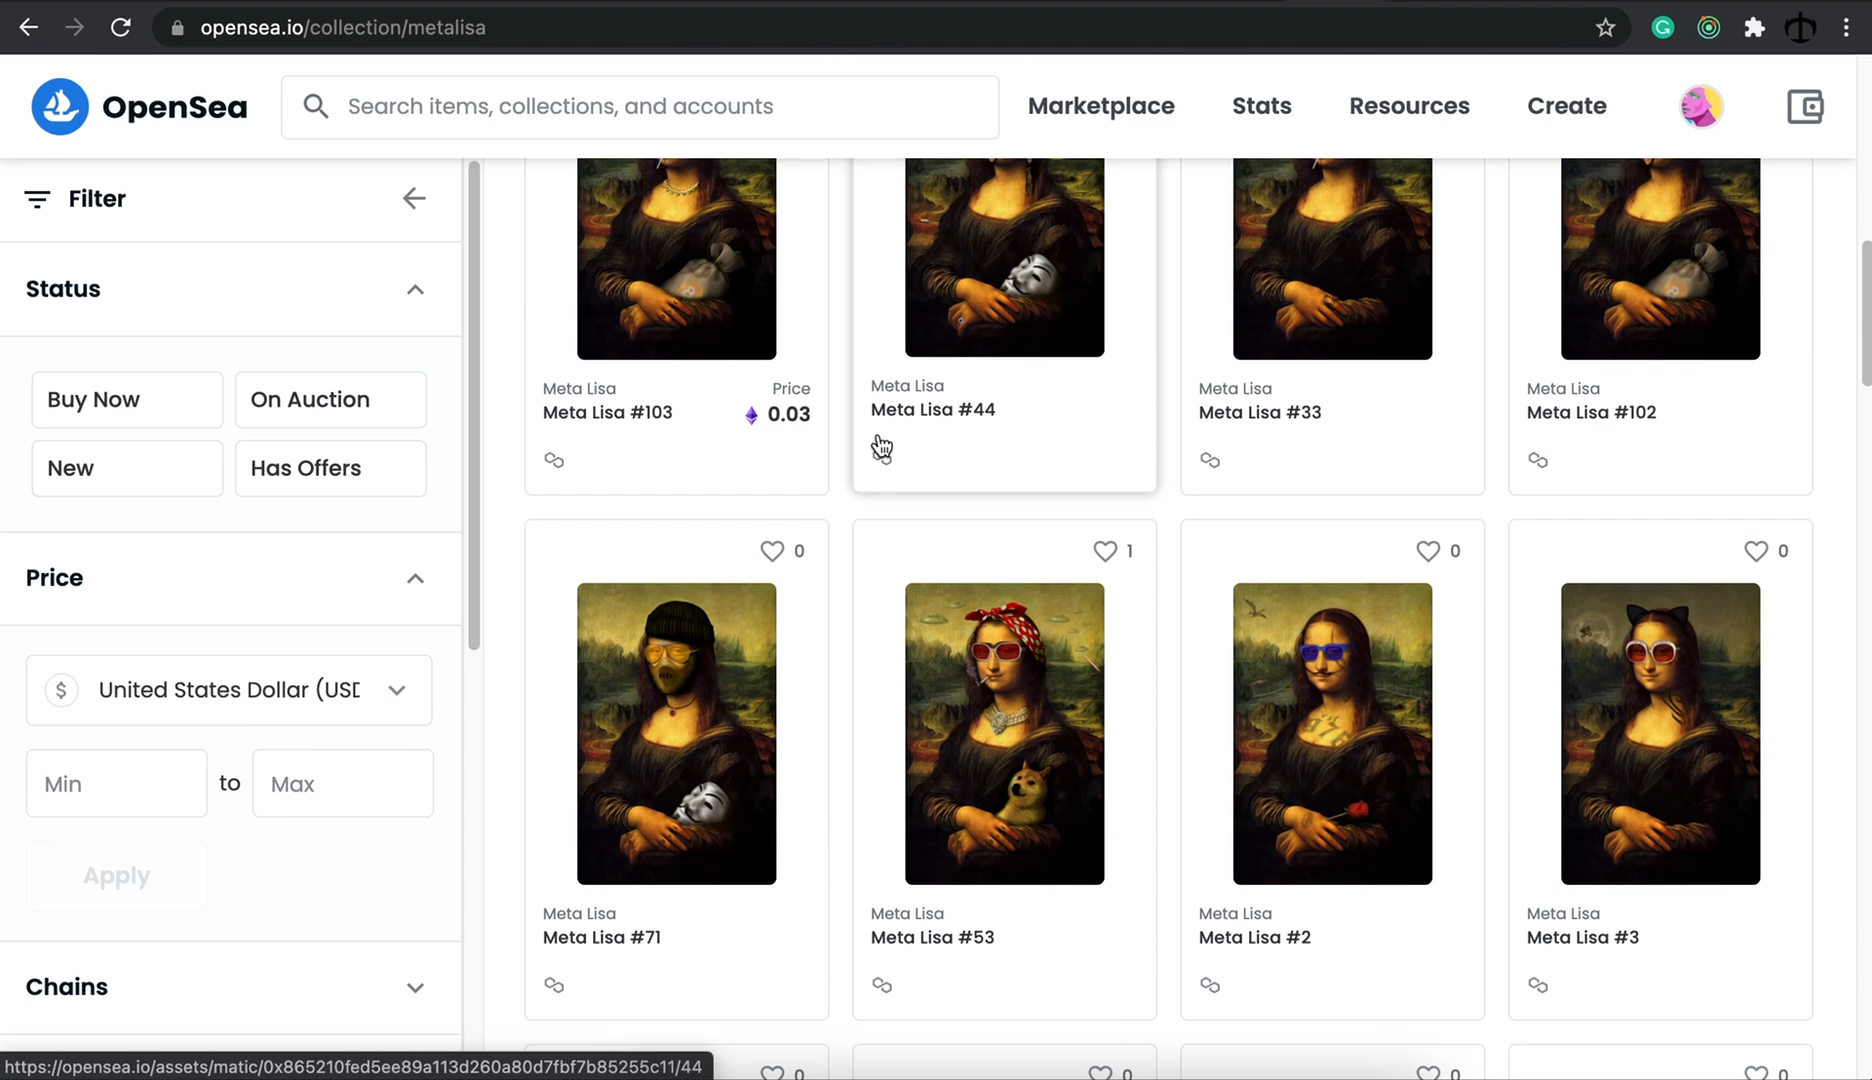 opensea.io/collection/metalisa
OpenSea
Search items, collections, and accounts
Marketplace
Stats
Resources
Create
Filter
Status
Buy Now
On Auction
New
Has Offers
Price
$ United States Dollar (USD
Min
to
Max
Apply
Chains
Meta Lisa
Price
Meta Lisa #103
0.03
Meta Lisa
Meta Lisa #44
Meta Lisa
Meta Lisa #33
Meta Lisa
Meta Lisa #102
0
1
0
0
Meta Lisa
Meta Lisa #71
Meta Lisa
Meta Lisa #53
Meta Lisa
Meta Lisa #2
Meta Lisa
Meta Lisa #3
0
0
0
0
https://opensea.io/assets/matic/0x865210fed5ee89a113d260a80d7fbf7b85255c11/44